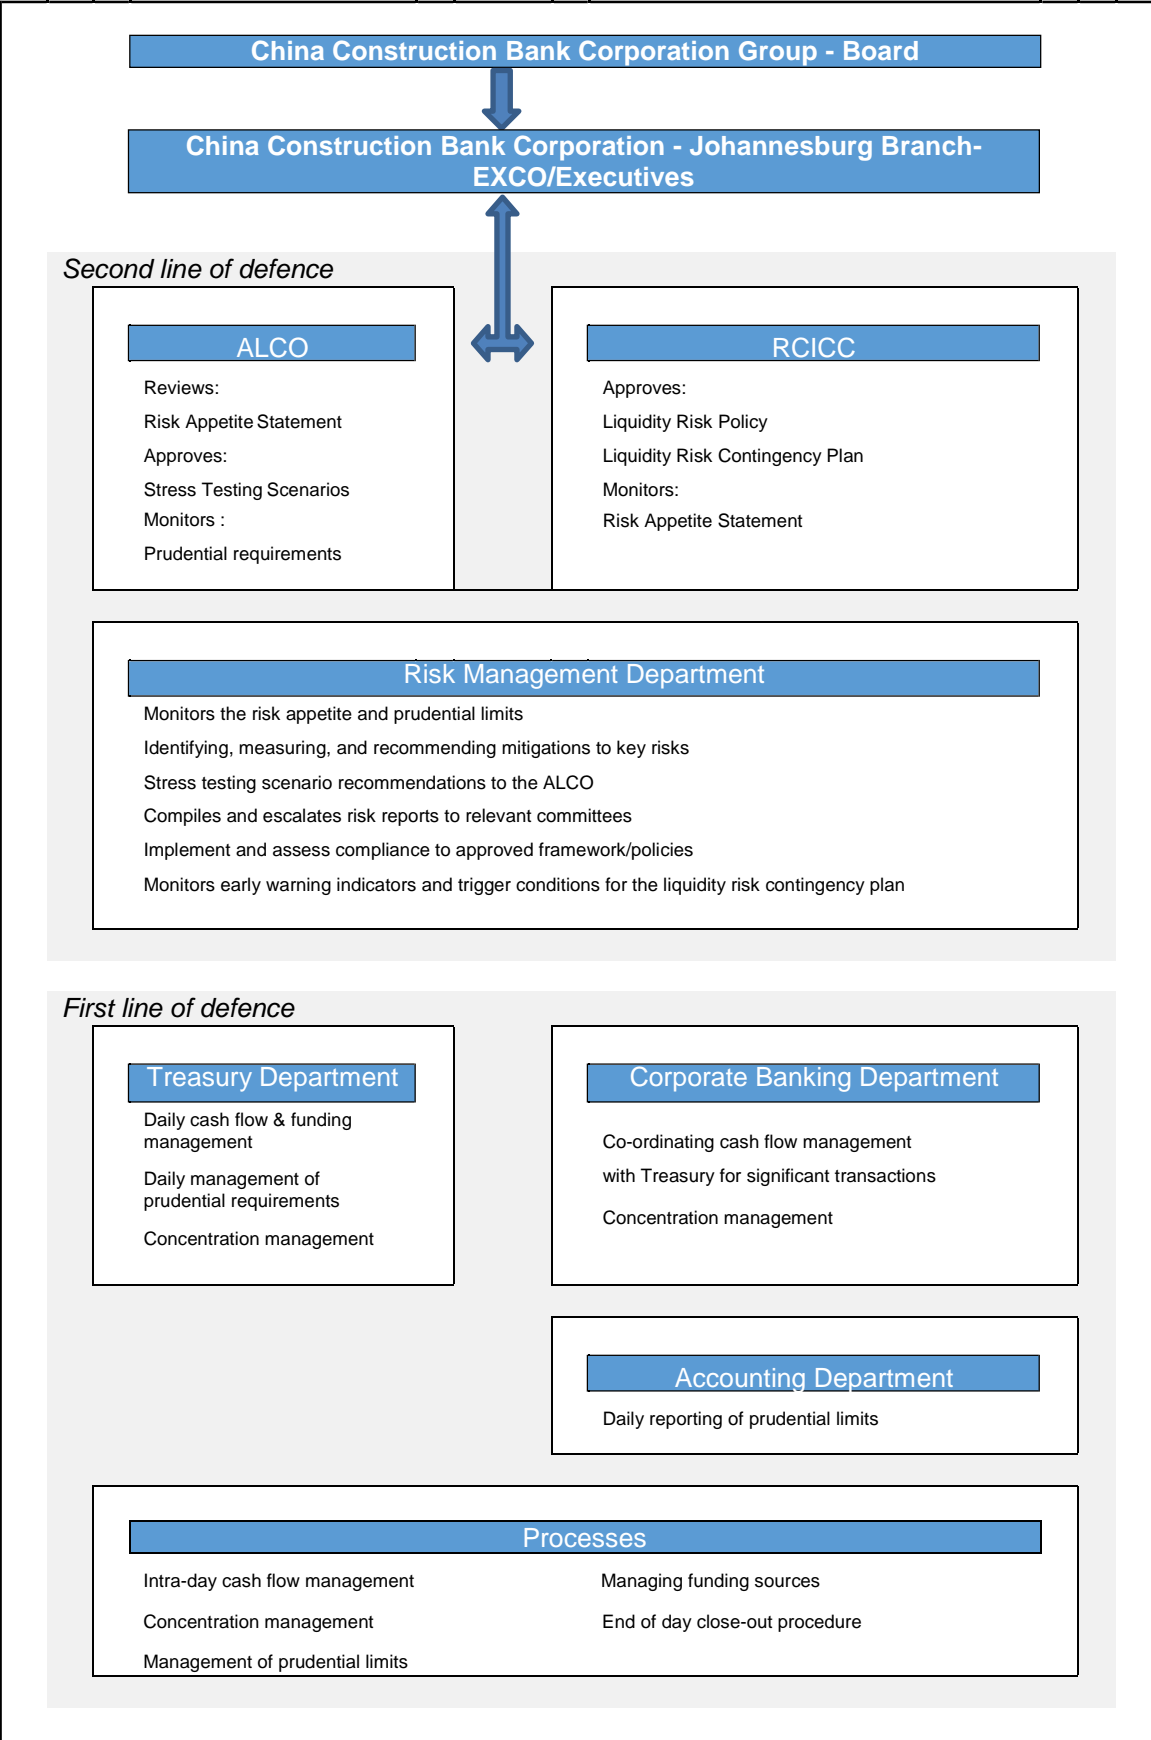 China Construction Bank Corporation Group - Board
China Construction Bank Corporation - Johannesburg Branch-
EXCO/Executives
Second line of defence
ALCO
Reviews:
Risk Appetite Statement
Approves:
Stress Testing Scenarios
Monitors :
Prudential requirements
RCICC
Approves:
Liquidity Risk Policy
Liquidity Risk Contingency Plan
Monitors:
Risk Appetite Statement
Risk Management Department
Monitors the risk appetite and prudential limits
Identifying, measuring, and recommending mitigations to key risks
Stress testing scenario recommendations to the ALCO
Compiles and escalates risk reports to relevant committees
Implement and assess compliance to approved framework/policies
Monitors early warning indicators and trigger conditions for the liquidity risk contingency plan
First line of defence
Treasury Department
Daily cash flow & funding
management
Daily management of
prudential requirements
Concentration management
Corporate Banking Department
Co-ordinating cash flow management
with Treasury for significant transactions
Concentration management
Accounting Department
Daily reporting of prudential limits
Processes
Intra-day cash flow management
Concentration management
Management of prudential limits
Managing funding sources
End of day close-out procedure